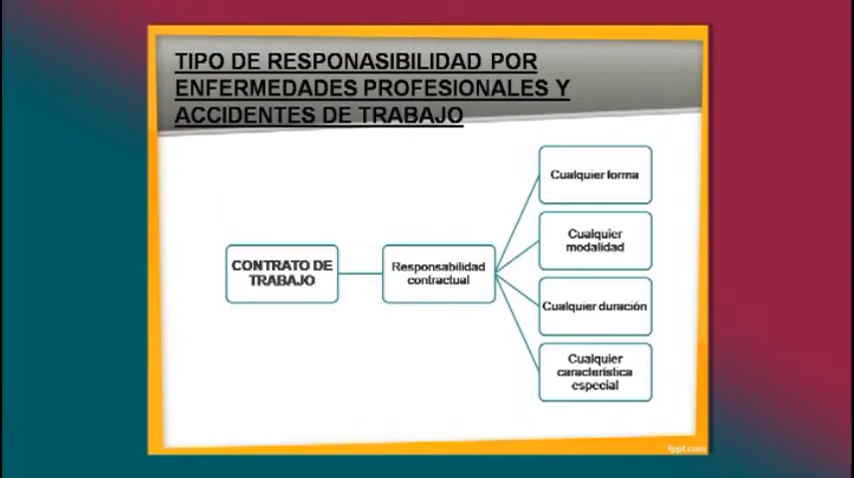 TIPO DE RESPONASIBILIDAD POR
ENFERMEDADES PROFESIONALES Y
ACCIDENTES DE TRABAJO
CONTRATO DE
TRABAJO
Responsabilidad
contractual
Cualquier forma
Cualquier
modalidad
Cualquier duración
Cualquier
característica
especial
fppt.com